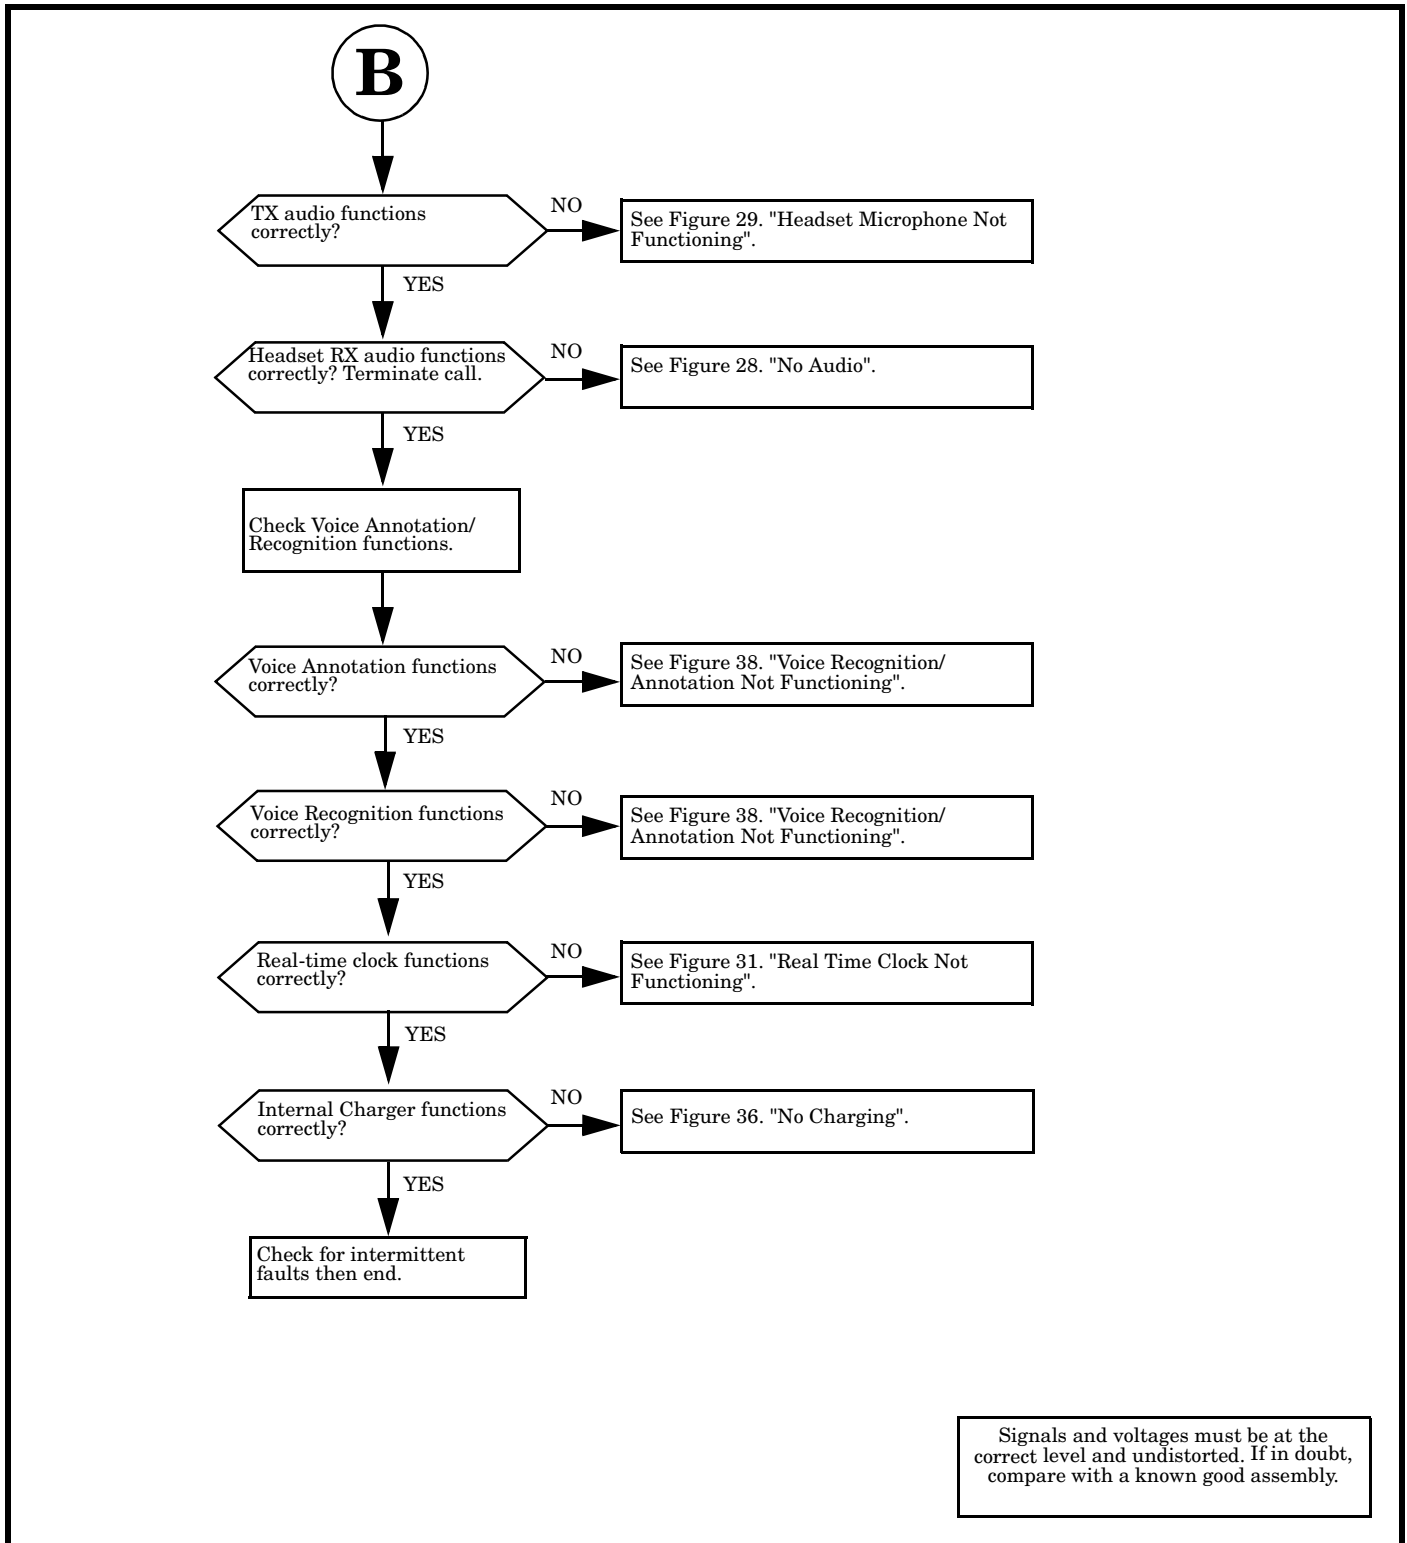 B
TX audio functions
correctly?
NO
See Figure 29. "Headset Microphone Not
Functioning".
YES
Headset RX audio functions
correctly? Terminate call.
NO
See Figure 28. "No Audio".
YES
Check Voice Annotation/
Recognition functions.
Voice Annotation functions
correctly?
NO
See Figure 38. "Voice Recognition/
Annotation Not Functioning".
YES
Voice Recognition functions
correctly?
NO
See Figure 38. "Voice Recognition/
Annotation Not Functioning".
YES
Real-time clock functions
correctly?
NO
See Figure 31. "Real Time Clock Not
Functioning".
YES
Internal Charger functions
correctly?
NO
See Figure 36. "No Charging".
YES
Check for intermittent
faults then end.
Signals and voltages must be at the
correct level and undistorted. If in doubt,
compare with a known good assembly.